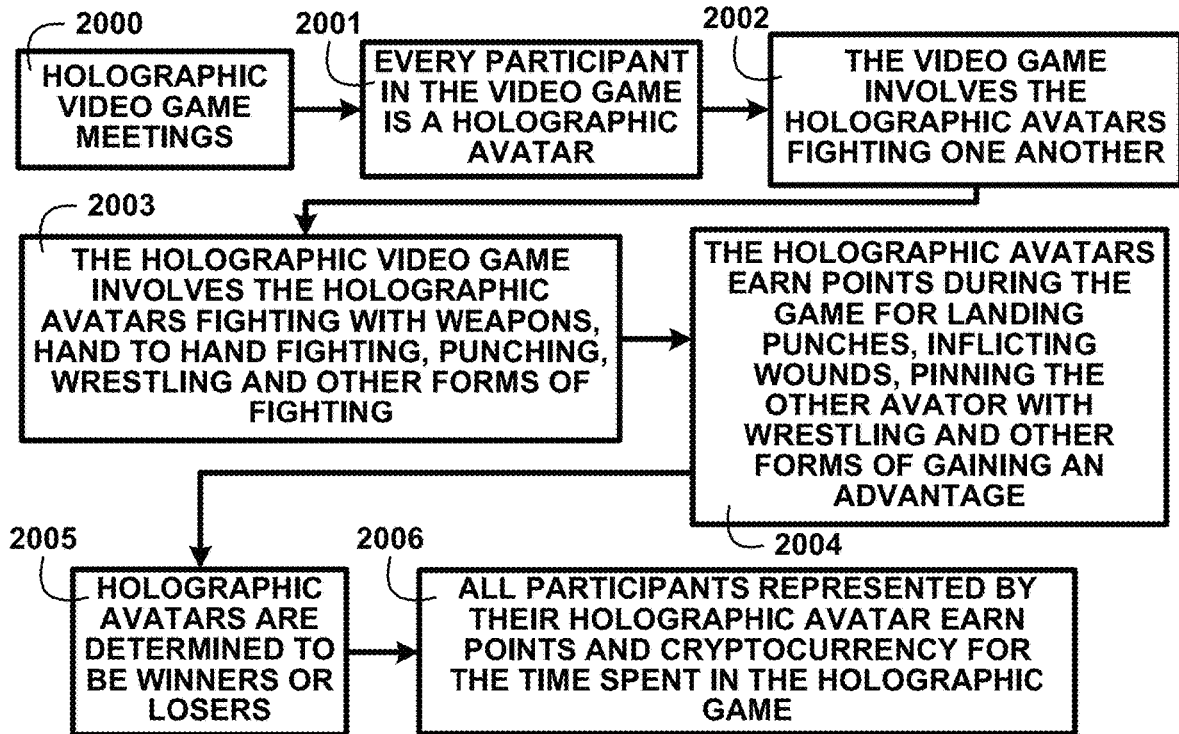 2000
HOLOGRAPHIC
VIDEO GAME
MEETINGS
2001
EVERY PARTICIPANT
IN THE VIDEO GAME
IS A HOLOGRAPHIC
AVATAR
2002
THE VIDEO GAME
INVOLVES THE
HOLOGRAPHIC AVATARS
FIGHTING ONE ANOTHER
2003
THE HOLOGRAPHIC VIDEO GAME
INVOLVES THE HOLOGRAPHIC
AVATARS FIGHTING WITH WEAPONS,
HAND TO HAND FIGHTING, PUNCHING,
WRESTLING AND OTHER FORMS OF
FIGHTING
THE HOLOGRAPHIC AVATARS
EARN POINTS DURING THE
GAME FOR LANDING
PUNCHES, INFLICTING
WOUNDS, PINNING THE
OTHER AVATOR WITH
WRESTLING AND OTHER
FORMS OF GAINING AN
ADVANTAGE
2004
2005
HOLOGRAPHIC
AVATARS ARE
DETERMINED TO
BE WINNERS OR
LOSERS
2006
ALL PARTICIPANTS REPRESENTED BY
THEIR HOLOGRAPHIC AVATAR EARN
POINTS AND CRYPTOCURRENCY FOR
THE TIME SPENT IN THE HOLOGRAPHIC
GAME